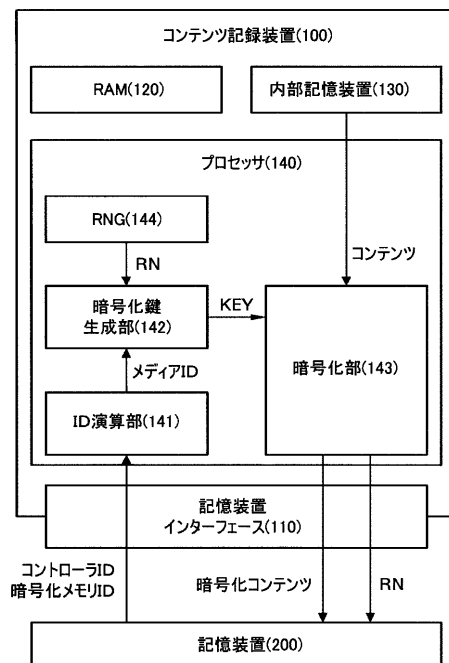 コンテンツ記録装置(100)
RAM(120)
内部記憶装置(130)
プロセッサ(140)
RNG(144)
RN
コンテンツ
暗号化鍵
生成部(142)
KEY
暗号化部(143)
メディアID
ID演算部(141)
記憶装置
インターフェース(110)
コントローラID
暗号化メモリID
暗号化コンテンツ
RN
記憶装置(200)